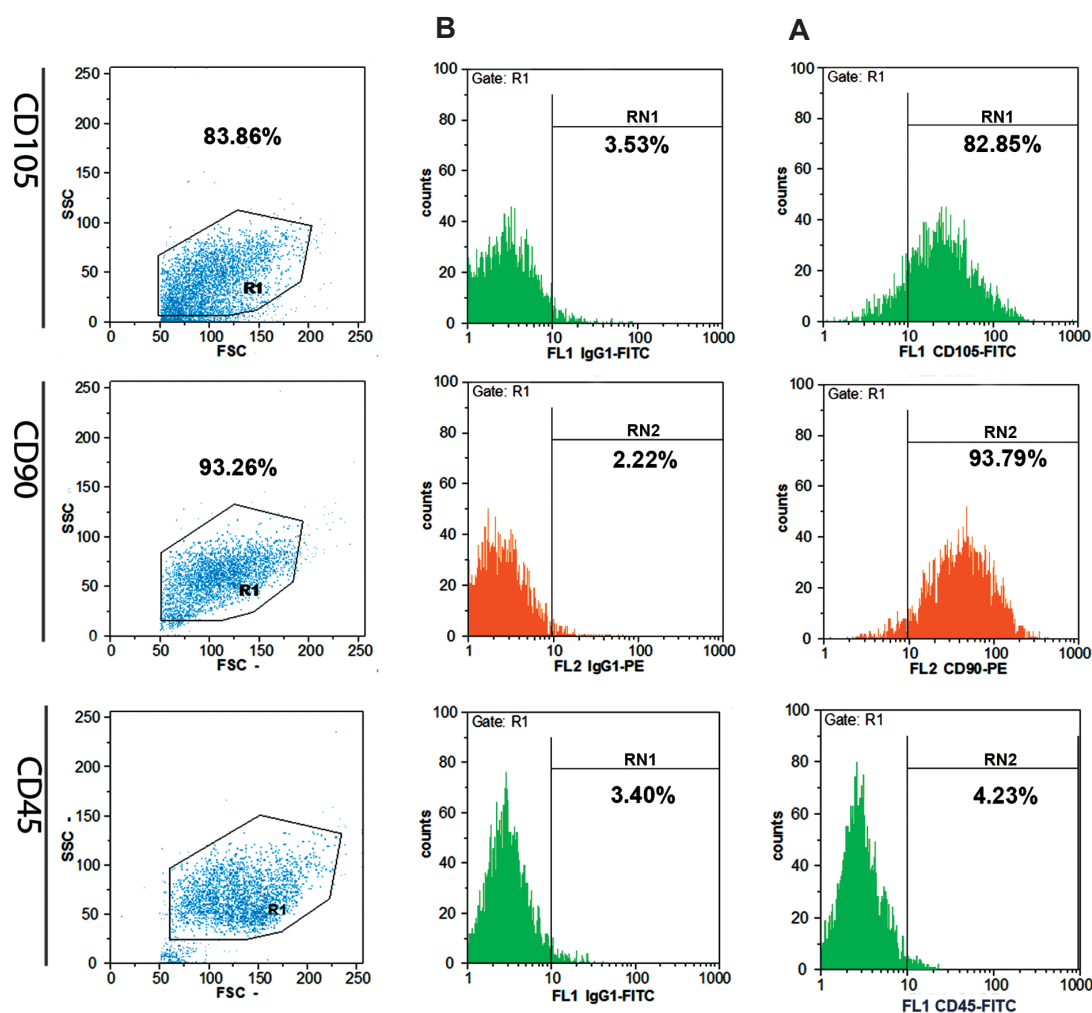 B
A
CD105
250
200
150
100
50
0
SSC
83.86%
R1
0 50 100 150 200 250
FSC
100
80
60
40
20
0
counts
Gate: R1
RN1
3.53%
1 10 100 1000
FL1 IgG1-FITC
100
80
60
40
20
0
counts
Gate: R1
RN1
82.85%
1 10 100 1000
FL1 CD105-FITC
CD90
250
200
150
100
50
0
SSC
93.26%
R1
0 50 100 150 200 250
FSC -
100
80
60
40
20
0
counts
Gate: R1
RN2
2.22%
1 10 100 1000
FL2 IgG1-PE
100
80
60
40
20
0
counts
Gate: R1
RN2
93.79%
1 10 100 1000
FL2 CD90-PE
CD45
250
200
150
100
50
0
SSC -
R1
0 50 100 150 200 250
FSC -
100
80
60
40
20
0
counts
Gate: R1
RN1
3.40%
1 10 100 1000
FL1 IgG1-FITC
100
80
60
40
20
0
counts
Gate: R1
RN2
4.23%
1 10 100 1000
FL1 CD45-FITC